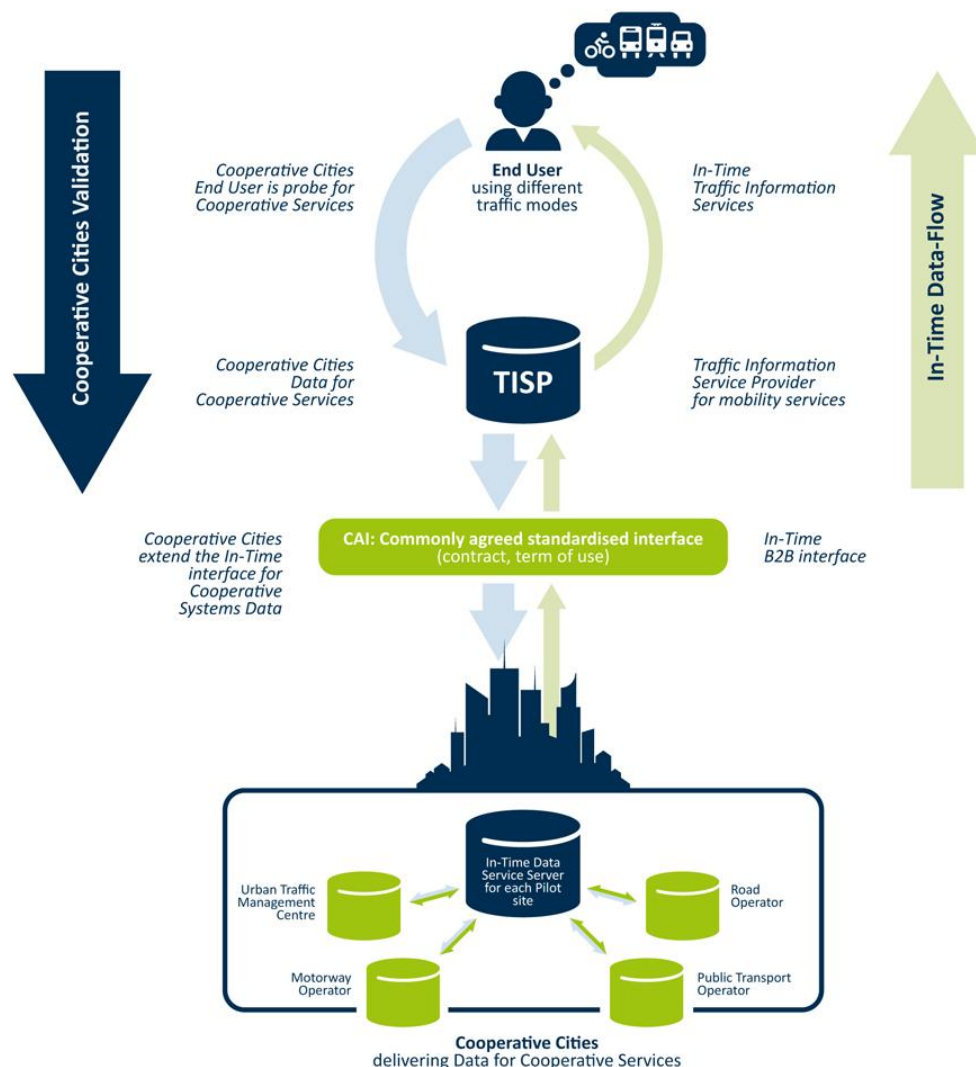 Cooperative Cities Validation
In-Time Data-Flow
Cooperative Cities
End User is probe for
Cooperative Services
End User
using different
traffic modes
In-Time
Traffic Information
Services
Cooperative Cities
Data for
Cooperative Services
TISP
Traffic Information
Service Provider
for mobility services
Cooperative Cities
extend the In-Time
interface for
Cooperative
Systems Data
CAI: Commonly agreed standardised interface
(contract, term of use)
In-Time
B2B interface
In-Time Data
Service Server
for each Pilot
site
Urban Traffic
Management
Centre
Road
Operator
Motorway
Operator
Public Transport
Operator
Cooperative Cities
delivering Data for Cooperative Services